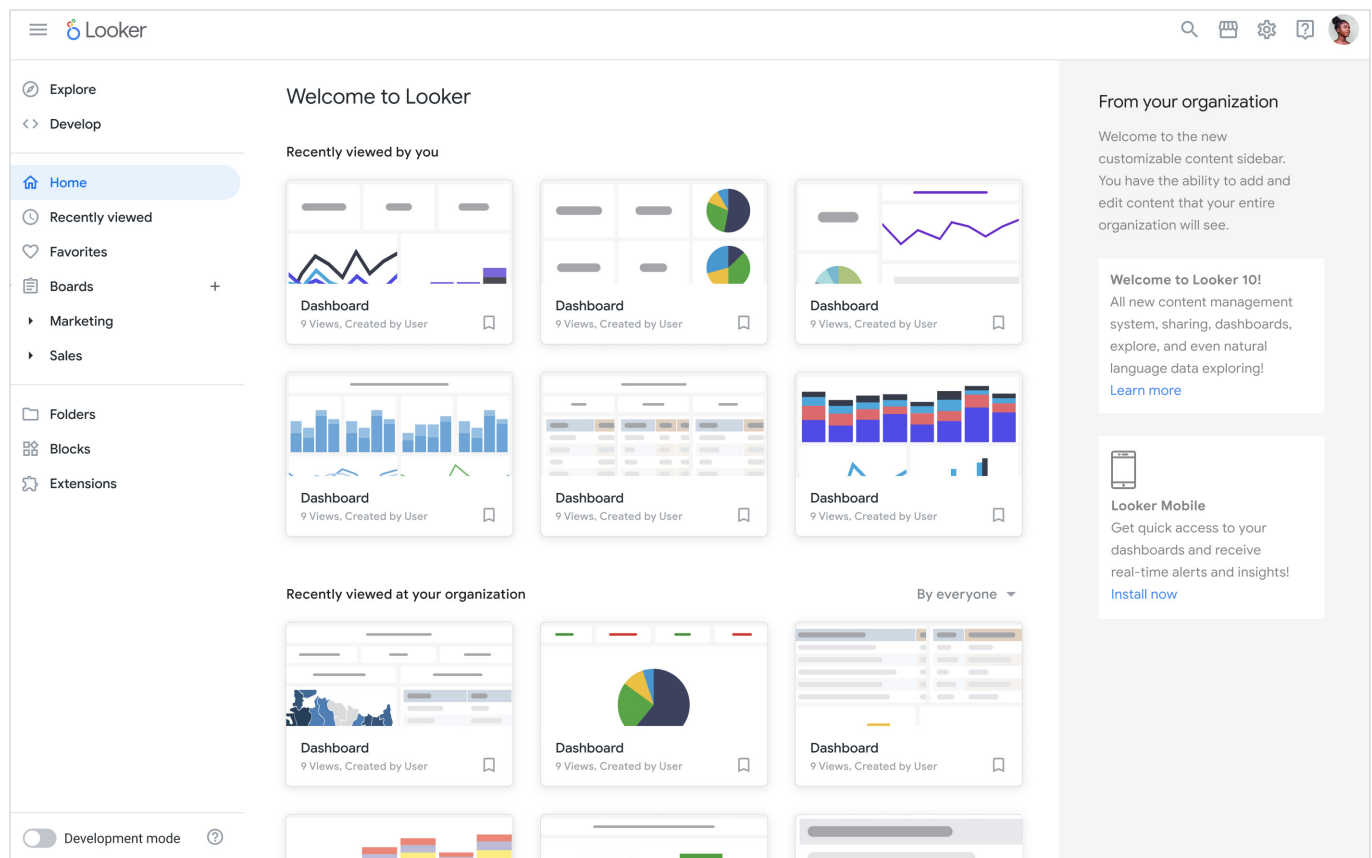 Looker
Explore
Develop
Home
Recently viewed
Favorites
Boards
Marketing
Sales
Folders
Blocks
Extensions
Development mode
Welcome to Looker
Recently viewed by you
Dashboard
9 Views, Created by User
Dashboard
9 Views, Created by User
Dashboard
9 Views, Created by User
Dashboard
9 Views, Created by User
Dashboard
9 Views, Created by User
Dashboard
9 Views, Created by User
Recently viewed at your organization
By everyone
Dashboard
9 Views, Created by User
Dashboard
9 Views, Created by User
Dashboard
9 Views, Created by User
From your organization
Welcome to the new
customizable content sidebar.
You have the ability to add and
edit content that your entire
organization will see.
Welcome to Looker 10!
All new content management
system, sharing, dashboards,
explore, and even natural
language data exploring!
Learn more
Looker Mobile
Get quick access to your
dashboards and receive
real-time alerts and insights!
Install now